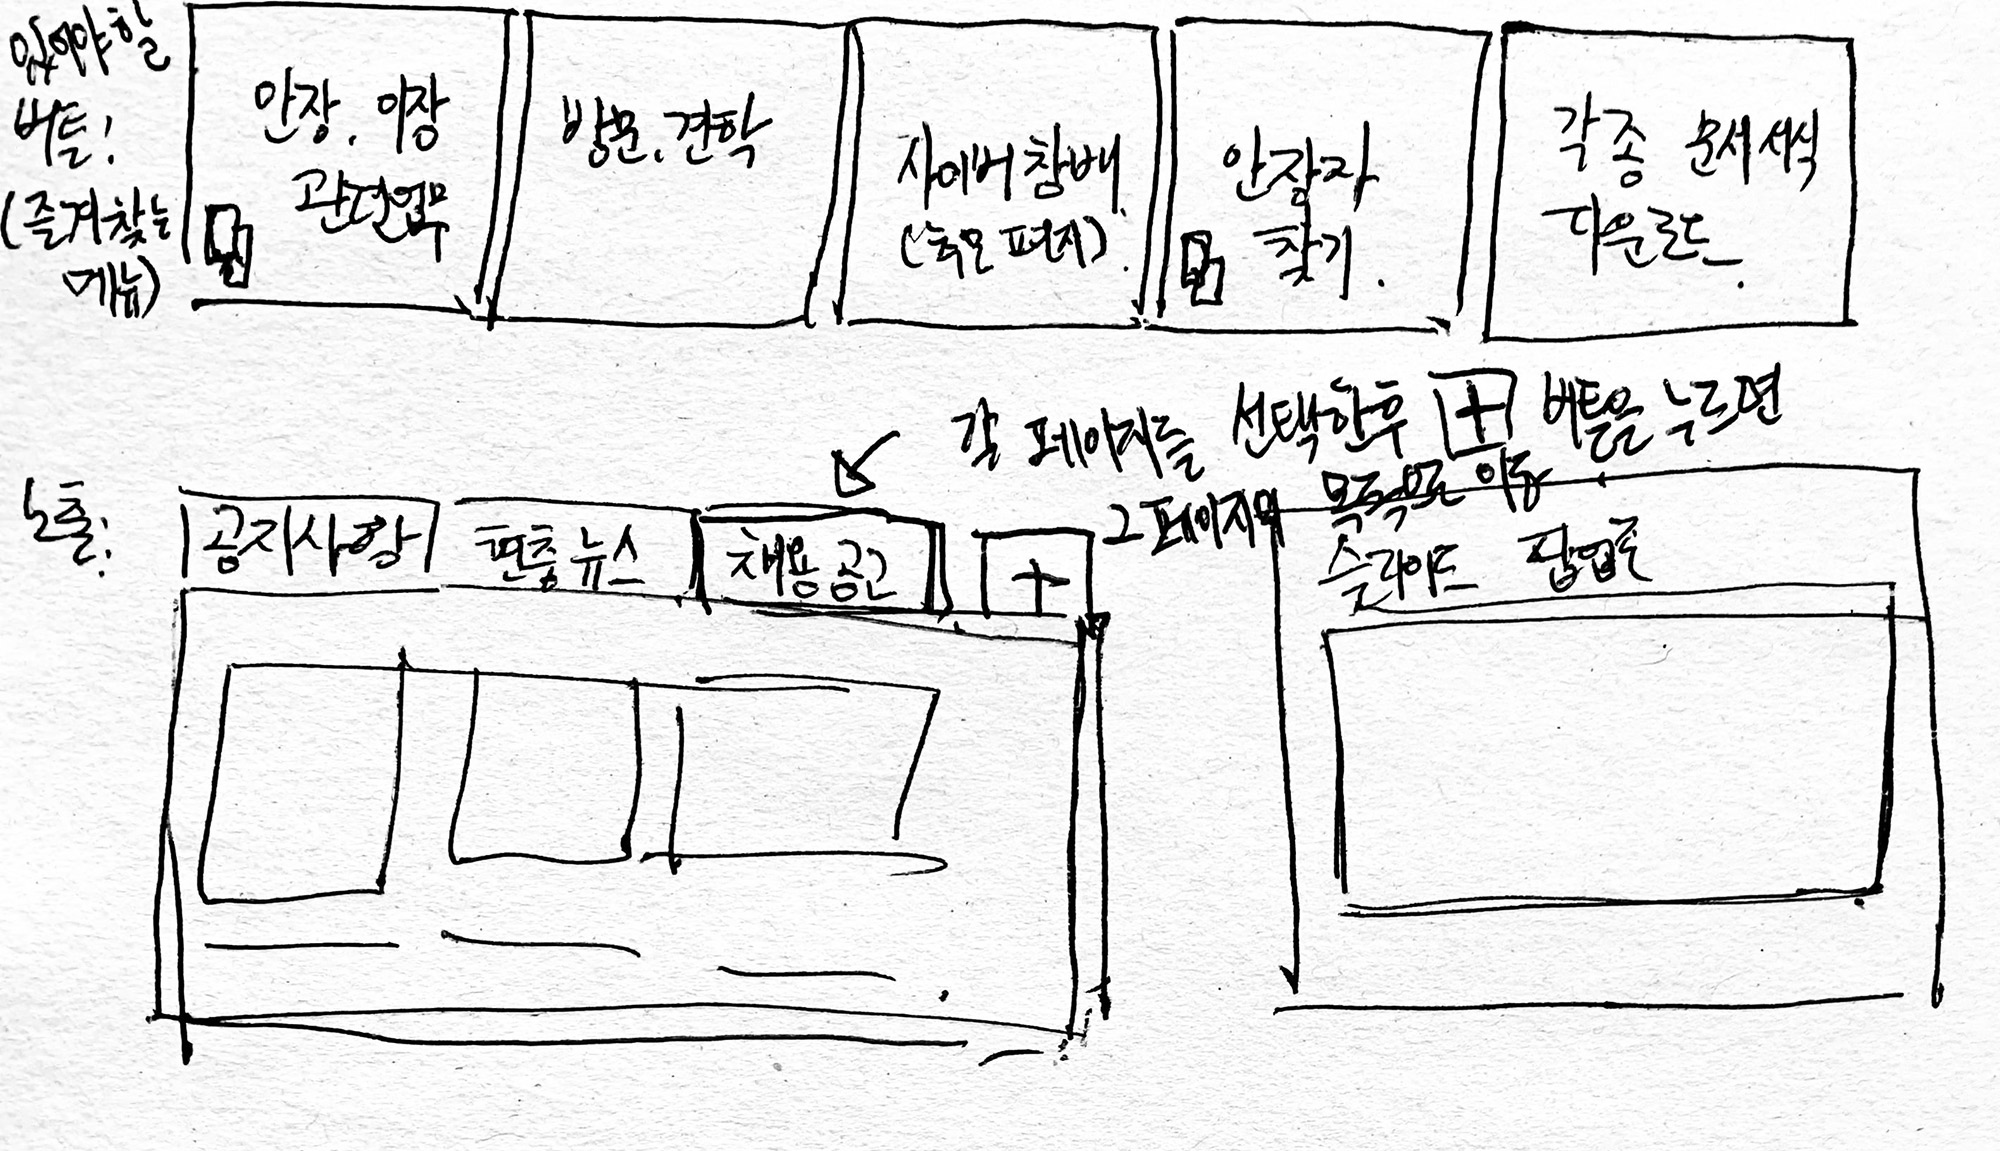 있어야할
버튼!
(즐겨찾는
메뉴)
안장, 이장
관련업무
방문, 견학
사이버참배
(추모 편지)
안장자
찾기.
각종 문서서식
다운로드.
각 페이지를 선택한후 + 버튼을 누르면
그 페이지의 목록으로 이동
노출:
공지사항
현충뉴스
채용공고
+
슬라이드 팝업존